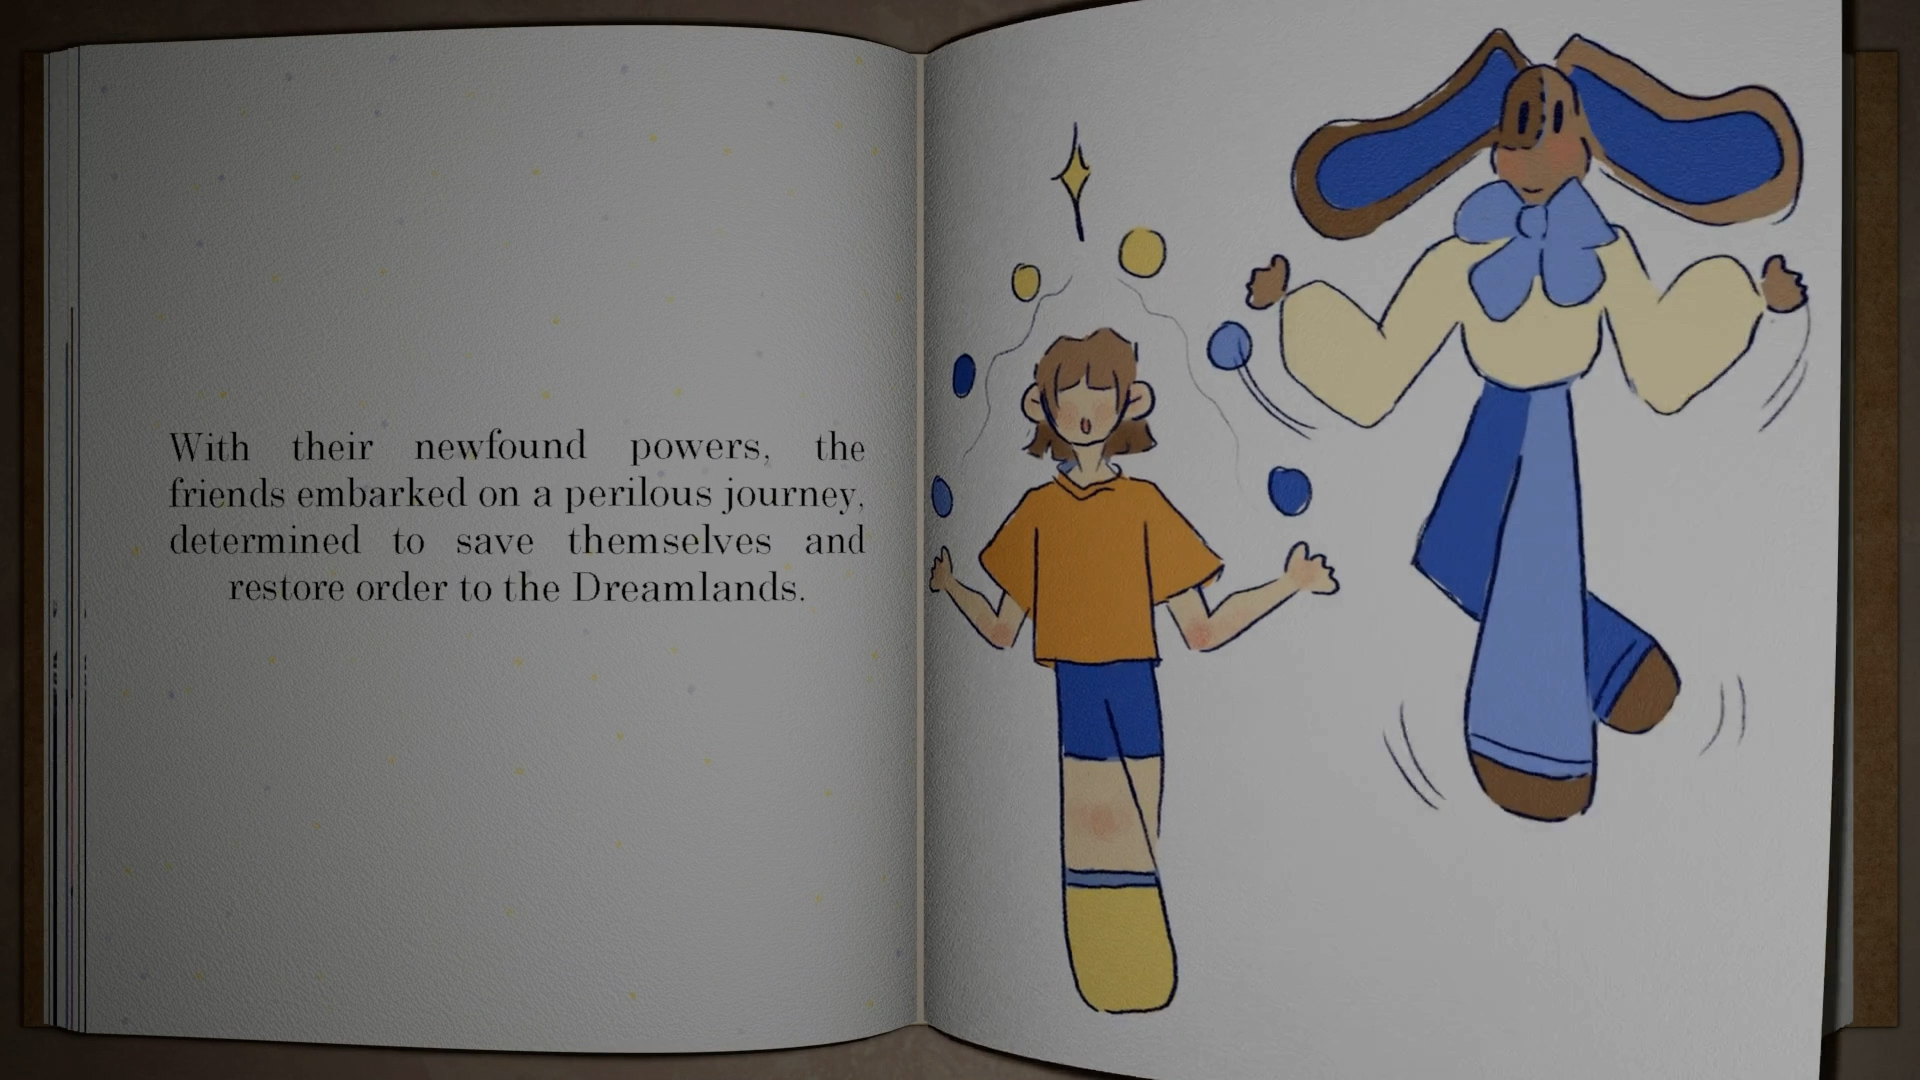 With their newfound powers, the
friends embarked on a perilous journey,
determined to save themselves and
restore order to the Dreamlands.